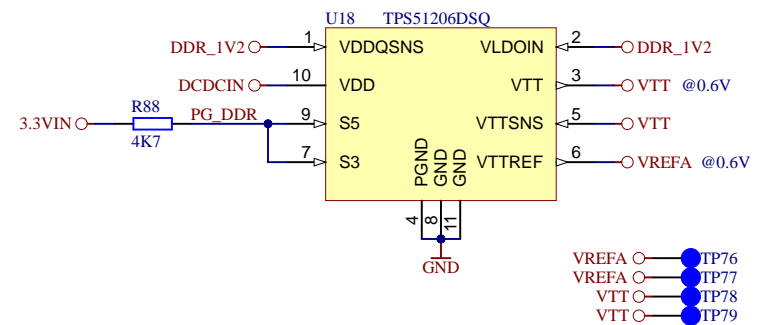 U18 TPS51206DSQ
DDR_1V2 1 VDDQSNS VLDOIN 2 DDR_1V2
DCDCIN 10 VDD VTT 3 VTT @0.6V
3.3VIN R88 4K7 PG_DDR 9 S5 VTTSNS 5 VTT
7 S3 VTTREF 6 VREFA @0.6V
PGND GND GND
4 8 11
GND
VREFA TP76
VREFA TP77
VTT TP78
VTT TP79